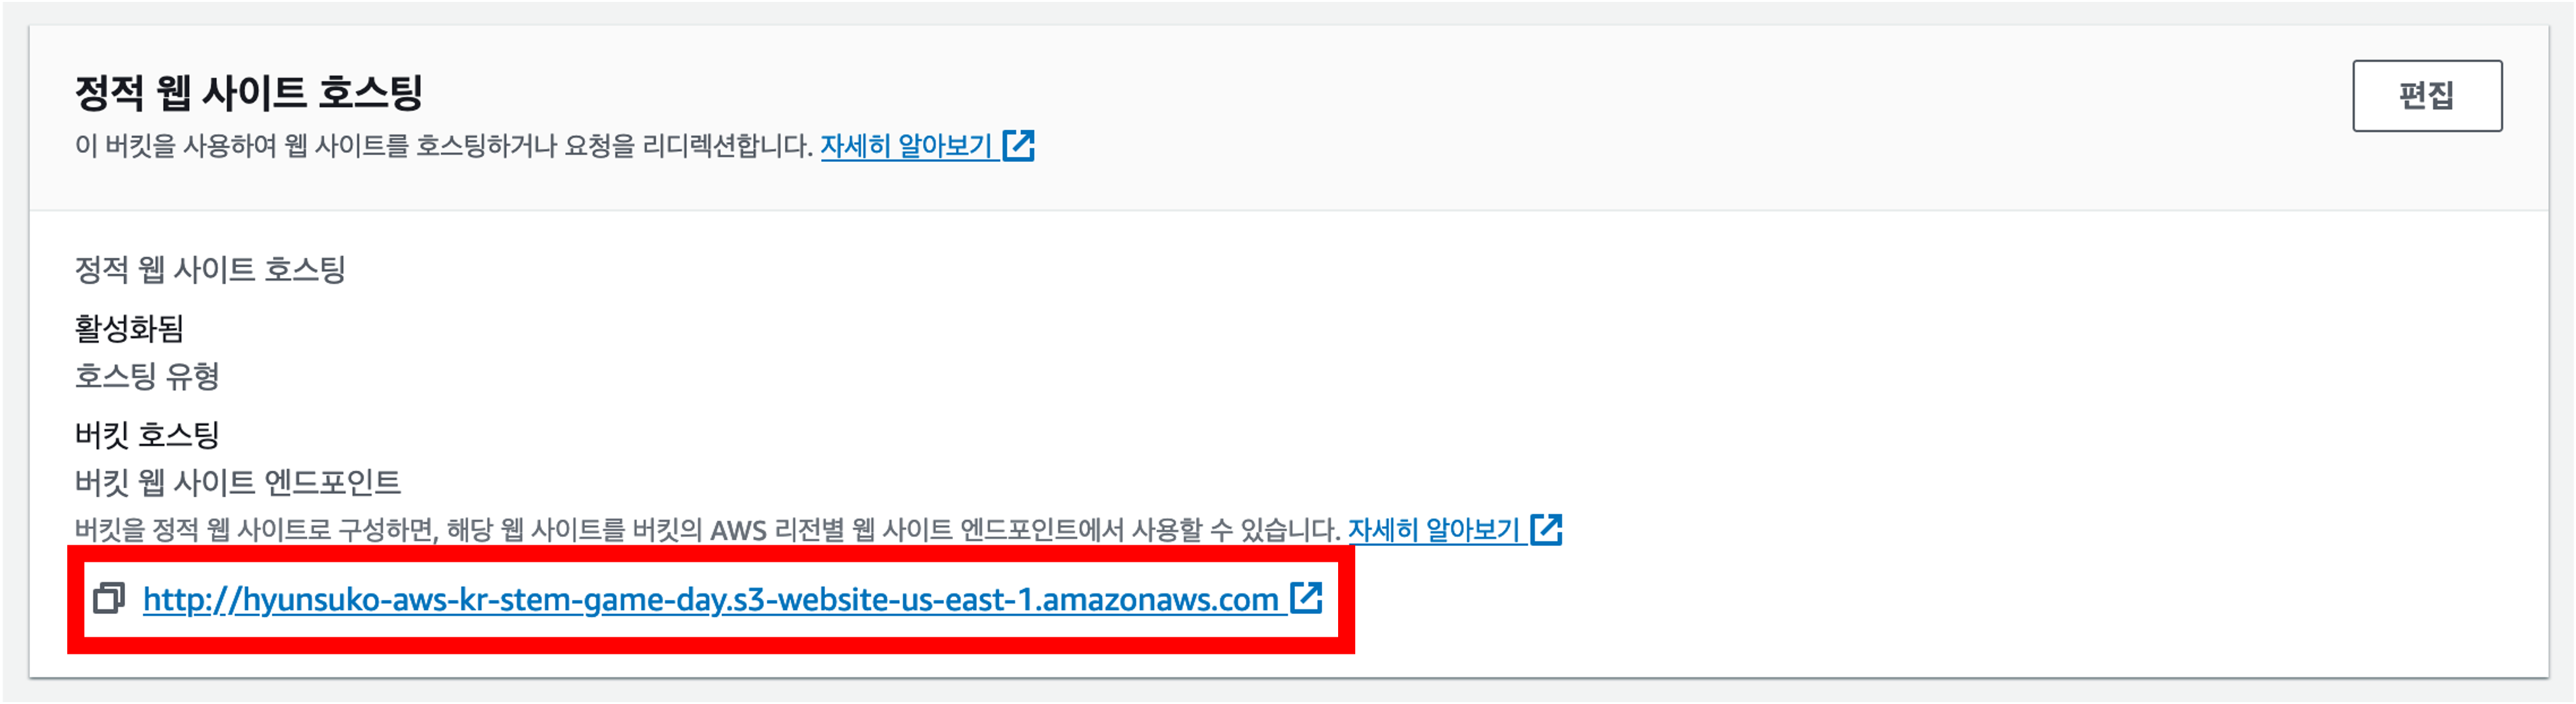 정적 웹 사이트 호스팅
편집
이 버킷을 사용하여 웹 사이트를 호스팅하거나 요청을 리디렉션합니다. 자세히 알아보기
정적 웹 사이트 호스팅
활성화됨
호스팅 유형
버킷 호스팅
버킷 웹 사이트 엔드포인트
버킷을 정적 웹 사이트로 구성하면, 해당 웹 사이트를 버킷의 AWS 리전별 웹 사이트 엔드포인트에서 사용할 수 있습니다. 자세히 알아보기
http://hyunsuko-aws-kr-stem-game-day.s3-website-us-east-1.amazonaws.com